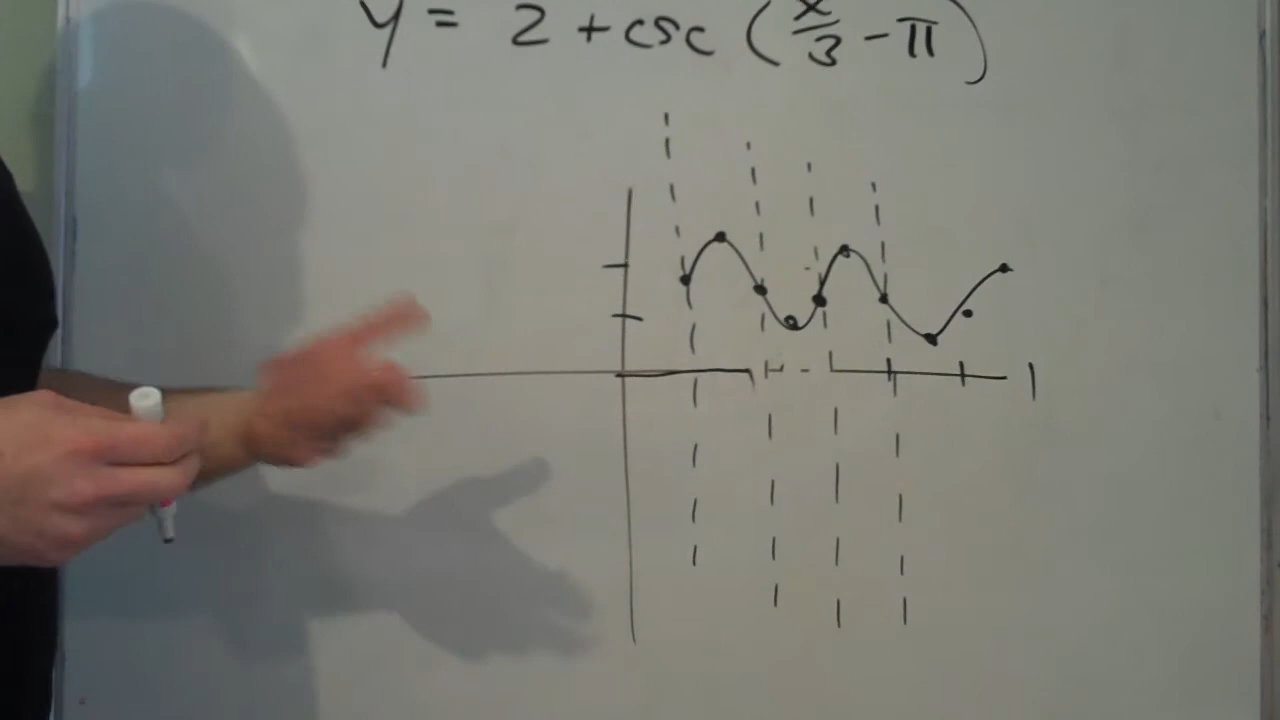 y = 2 + csc (x/3 - π)